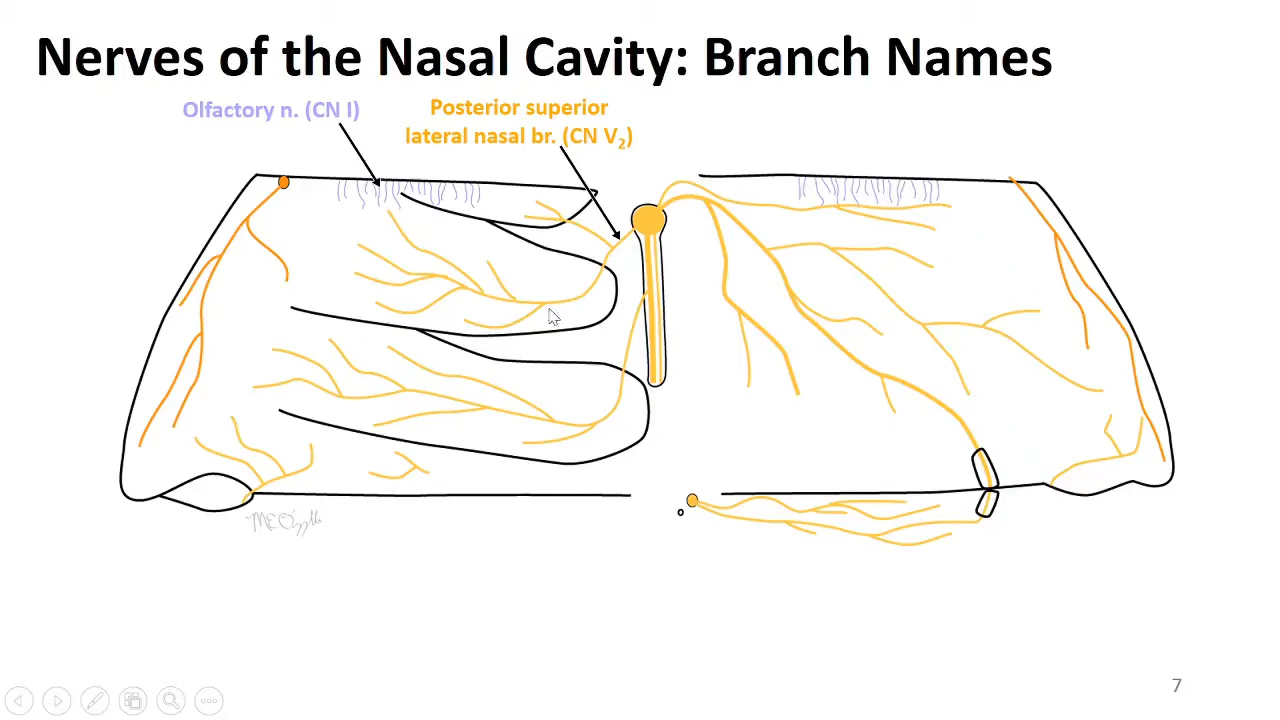 Nerves of the Nasal Cavity: Branch Names
Olfactory n. (CN I)
Posterior superior
lateral nasal br. (CN V₂)
7